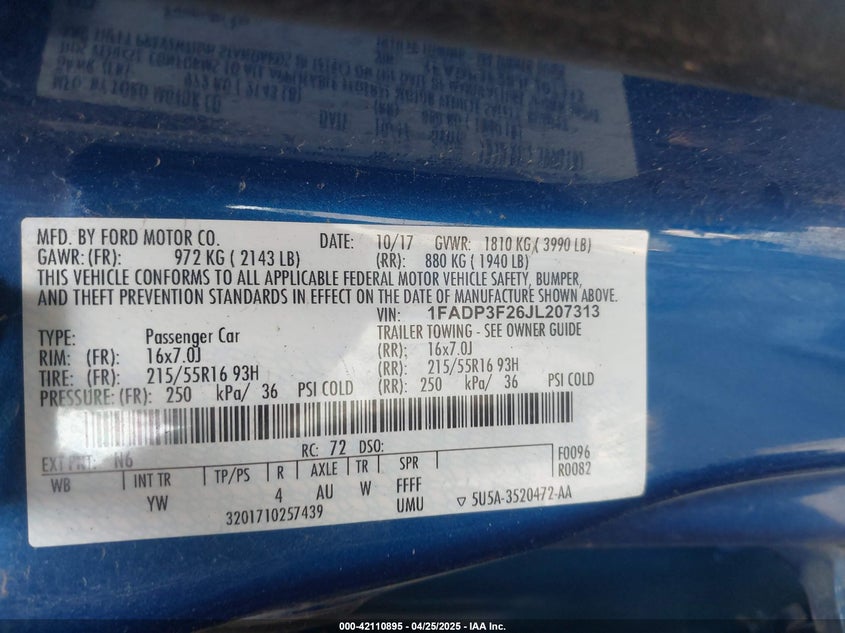 MFD. BY FORD MOTOR CO. DATE: 10/17 GVWR: 1810 KG ( 3990 LB)
GAWR: (FR): 972 KG ( 2143 LB) (RR): 880 KG ( 1940 LB)
THIS VEHICLE CONFORMS TO ALL APPLICABLE FEDERAL MOTOR VEHICLE SAFETY, BUMPER,
AND THEFT PREVENTION STANDARDS IN EFFECT ON THE DATE OF MANUFACTURE SHOWN ABOVE.
VIN: 1FADP3F26JL207313
TYPE: Passenger Car TRAILER TOWING - SEE OWNER GUIDE
RIM: (FR): 16x7.0J (RR): 16x7.0J
TIRE: (FR): 215/55R16 93H (RR): 215/55R16 93H
PRESSURE: (FR): 250 kPa/ 36 PSI COLD (RR): 250 kPa/ 36 PSI COLD
EXT PNT: N6 RC: 72 DSO: F0096
WB INT TR TP/PS R AXLE TR SPR R0082
YW 4 AU W FFFF
UMU
3201710257439 5U5A-3520472-AA
000-42110895 - 04/25/2025 - IAA Inc.